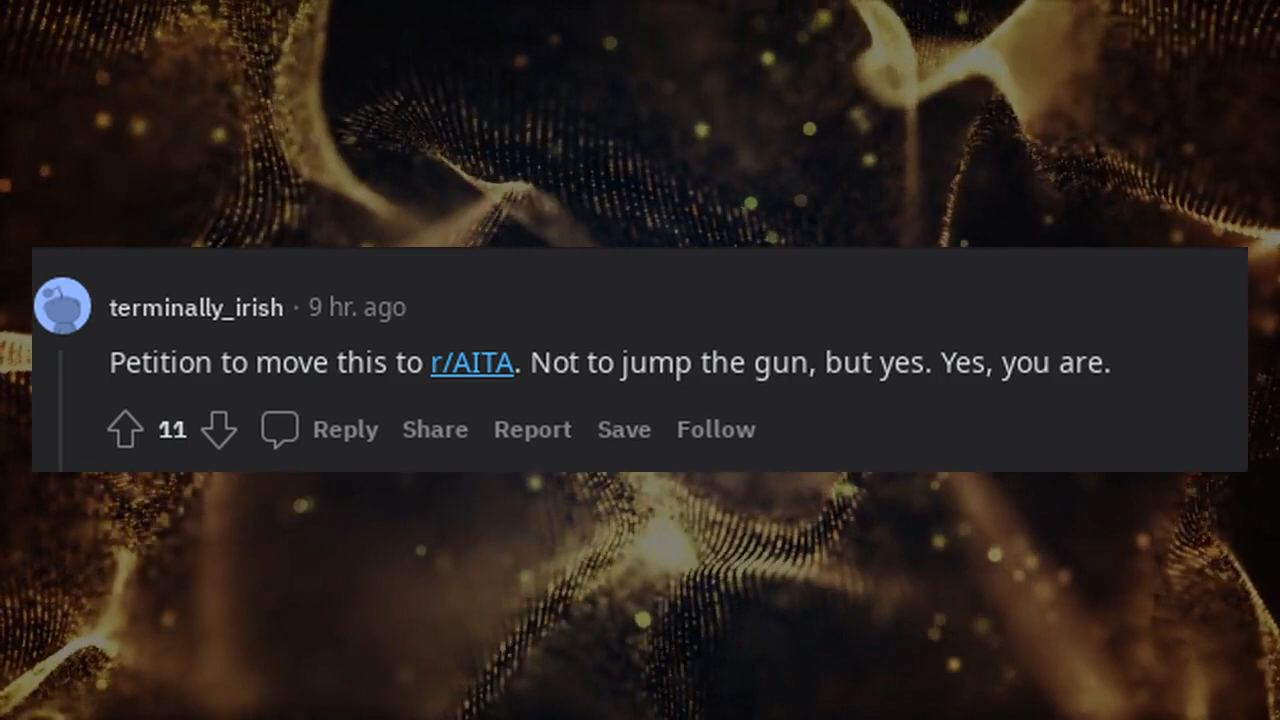 terminally_irish · 9 hr. ago
Petition to move this to r/AITA. Not to jump the gun, but yes. Yes, you are.
11 Reply Share Report Save Follow